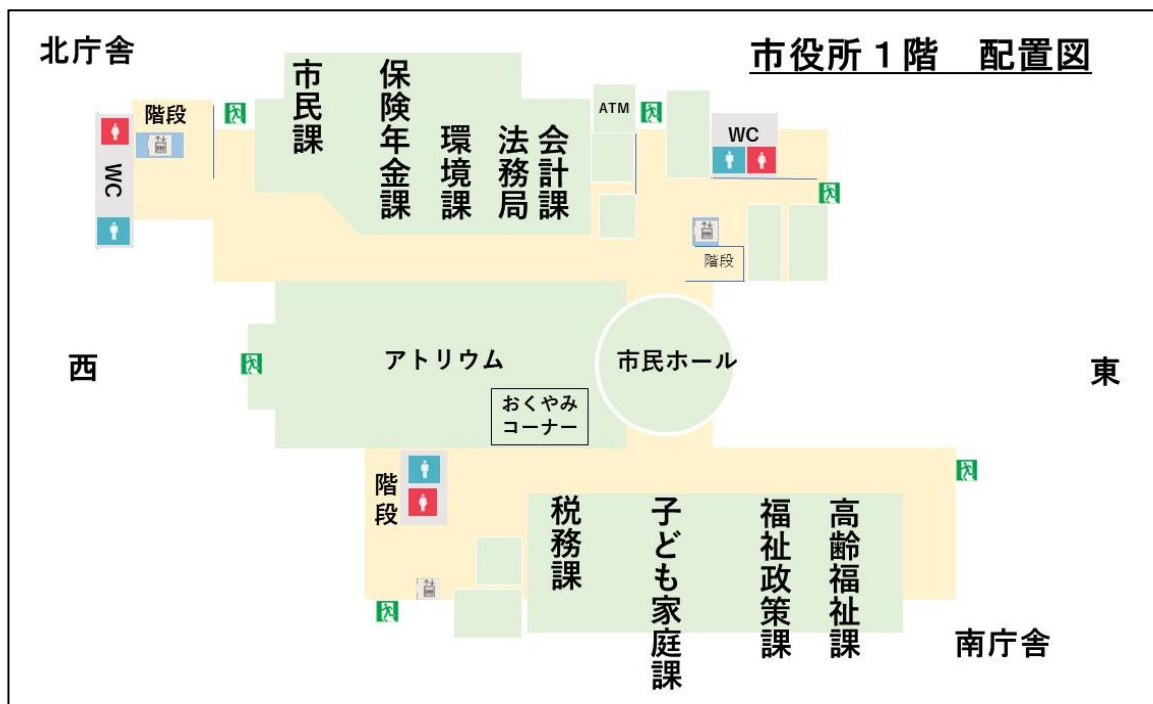 北庁舎
市役所１階　配置図
階段
市民課
保険年金課
環境課
法務局
会計課
ATM
WC
WC
階段
西
アトリウム
市民ホール
東
おくやみ
コーナー
階段
税務課
子ども家庭課
福祉政策課
高齢福祉課
南庁舎